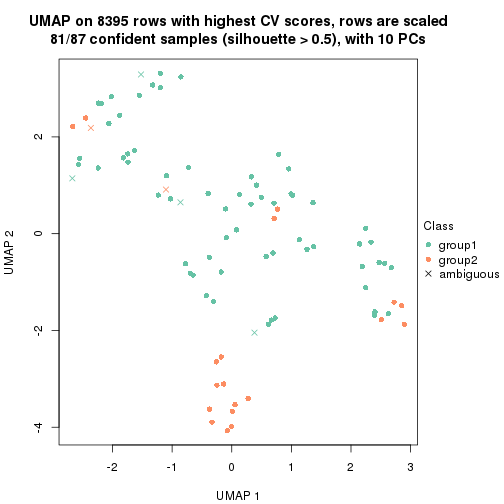 UMAP on 8395 rows with highest CV scores, rows are scaled
81/87 confident samples (silhouette > 0.5), with 10 PCs
2
0
-2
-4
UMAP 2
-2
-1
0
1
2
3
UMAP 1
Class
group1
group2
ambiguous